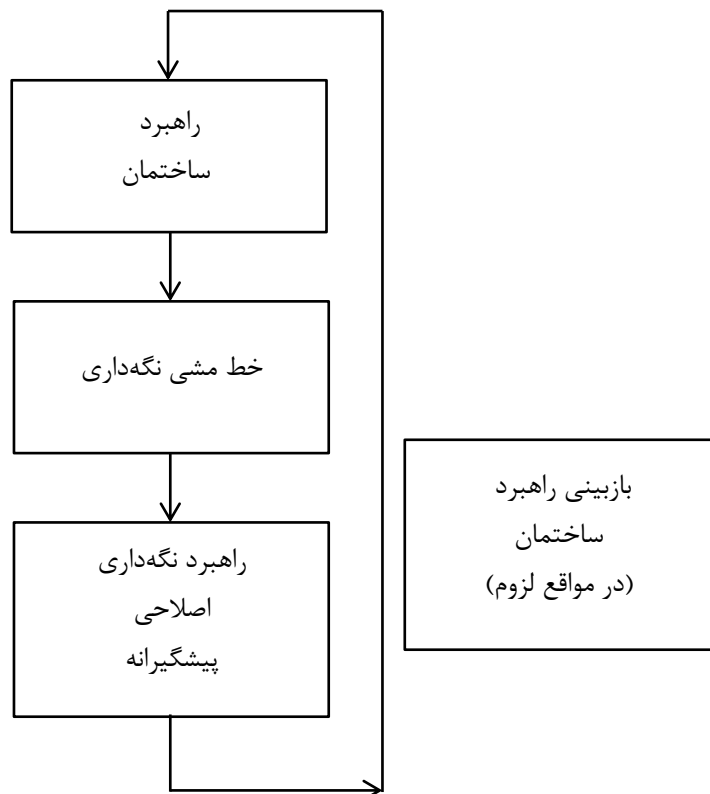 راهبرد
ساختمان
خط مشی نگه‌داری
راهبرد نگه‌داری
اصلاحی
پیشگیرانه
بازبینی راهبرد
ساختمان
(در مواقع لزوم)